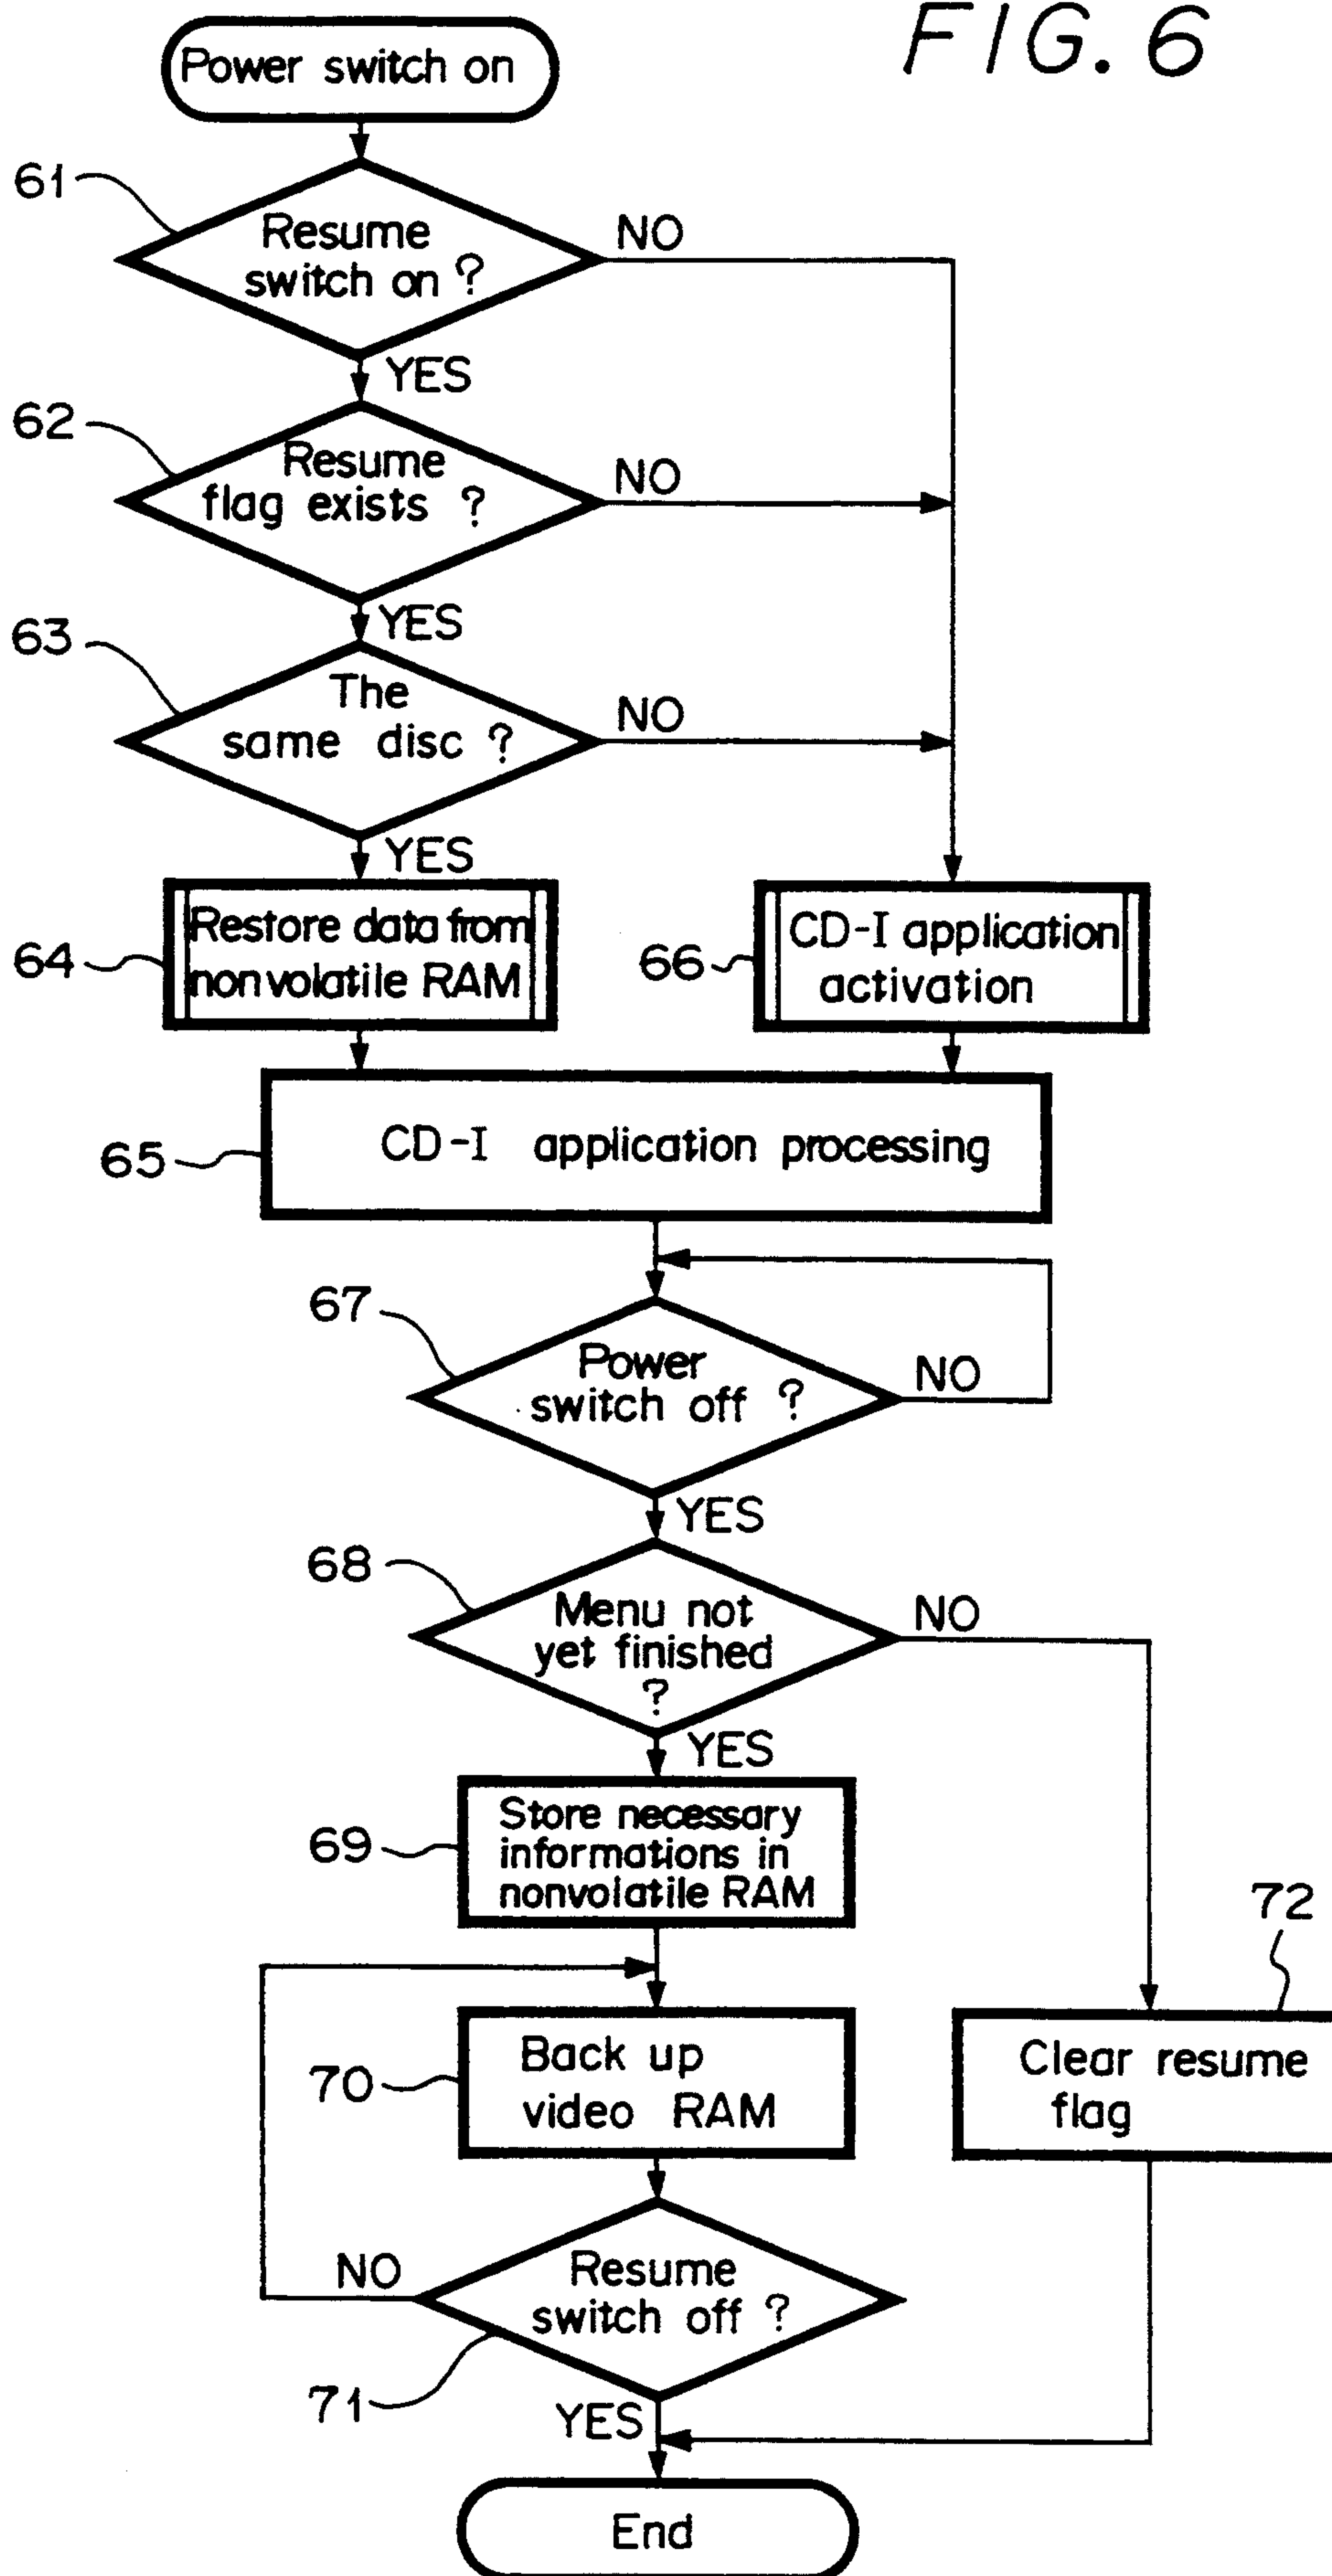 FIG. 6
Power switch on
61
Resume
switch on ?
NO
YES
62
Resume
flag exists ?
NO
YES
63
The
same disc ?
NO
YES
64
Restore data from
nonvolatile RAM
66
CD-I application
activation
65
CD-I application processing
67
Power
switch off ?
NO
YES
68
Menu not
yet finished
?
NO
YES
69
Store necessary
informations in
nonvolatile RAM
72
70
Back up
video RAM
Clear resume
flag
NO
Resume
switch off ?
71
YES
End